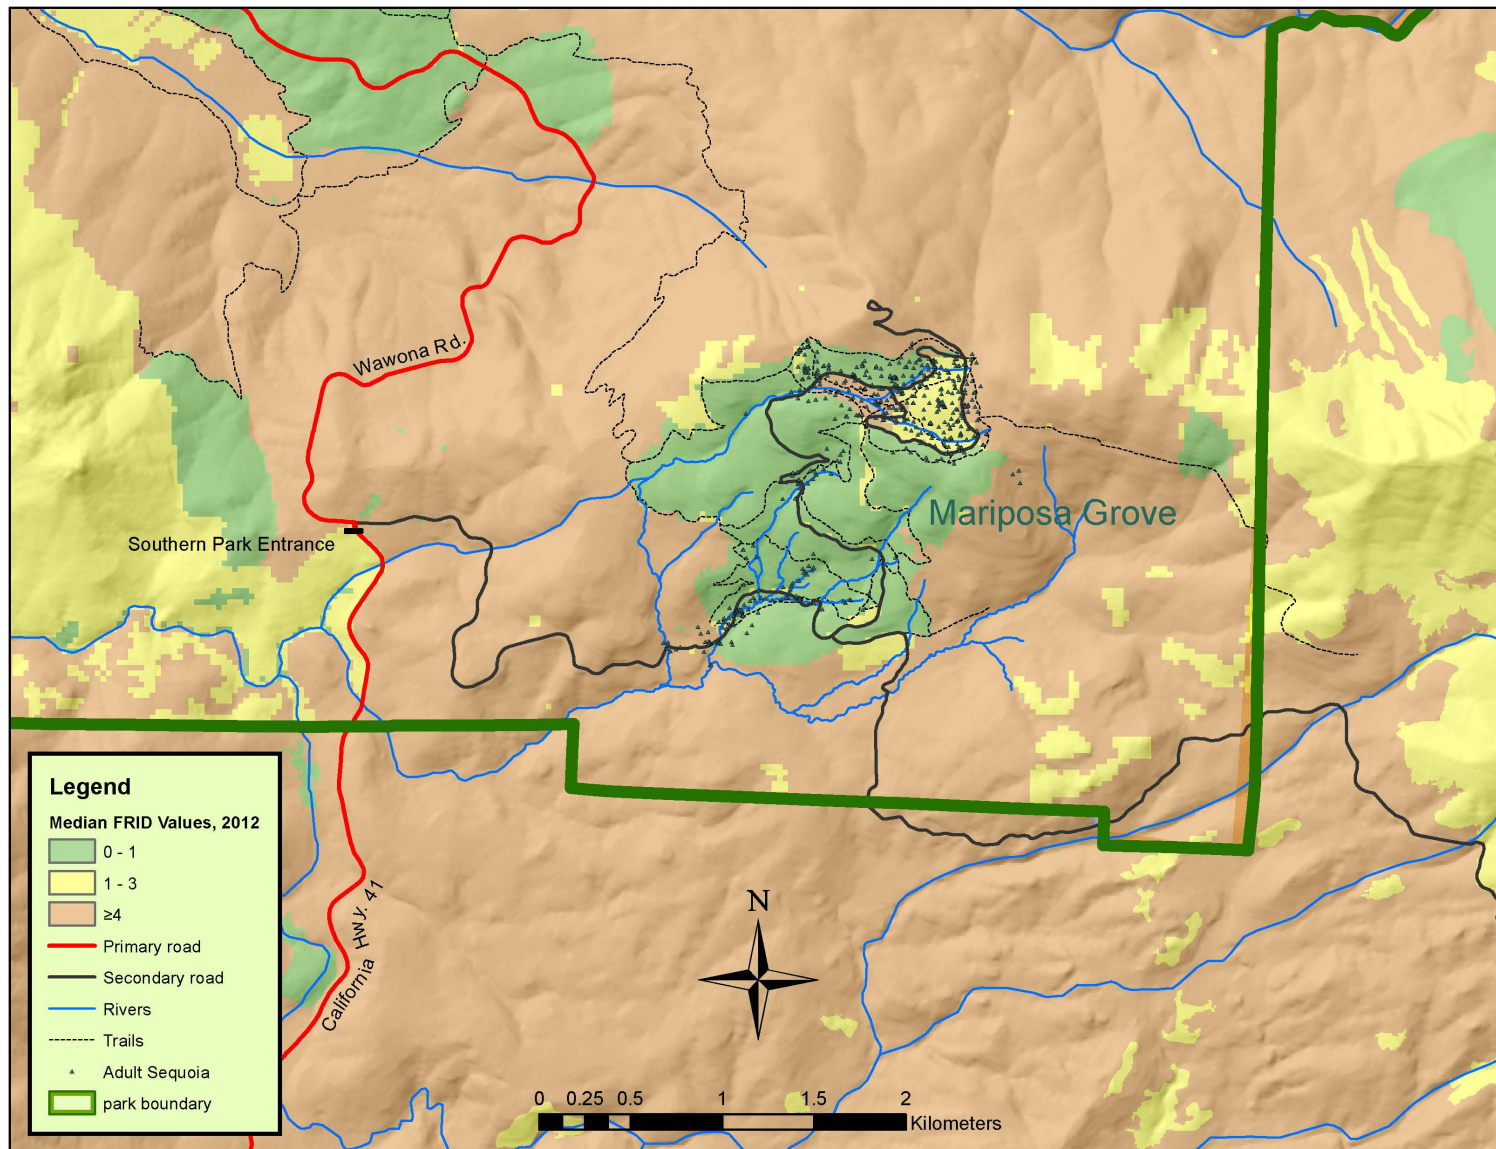 Wawona Rd.
Mariposa Grove
Southern Park Entrance
Legend
Median FRID Values, 2012
0 - 1
1 - 3
≥4
Primary road
Secondary road
Rivers
Trails
Adult Sequoia
park boundary
California Hwy. 41
N
0 0.25 0.5 1 1.5 2
Kilometers